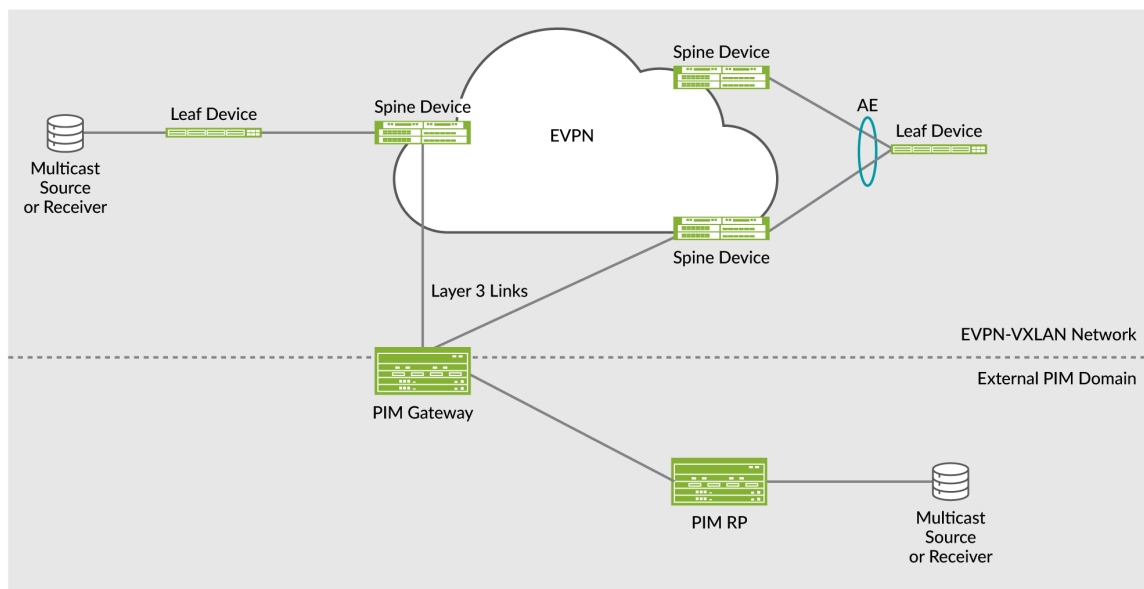 Spine Device
AE
Leaf Device
Spine Device
EVPN
Leaf Device
Multicast
Source
or Receiver
Spine Device
Layer 3 Links
EVPN-VXLAN Network
External PIM Domain
PIM Gateway
PIM RP
Multicast
Source
or Receiver